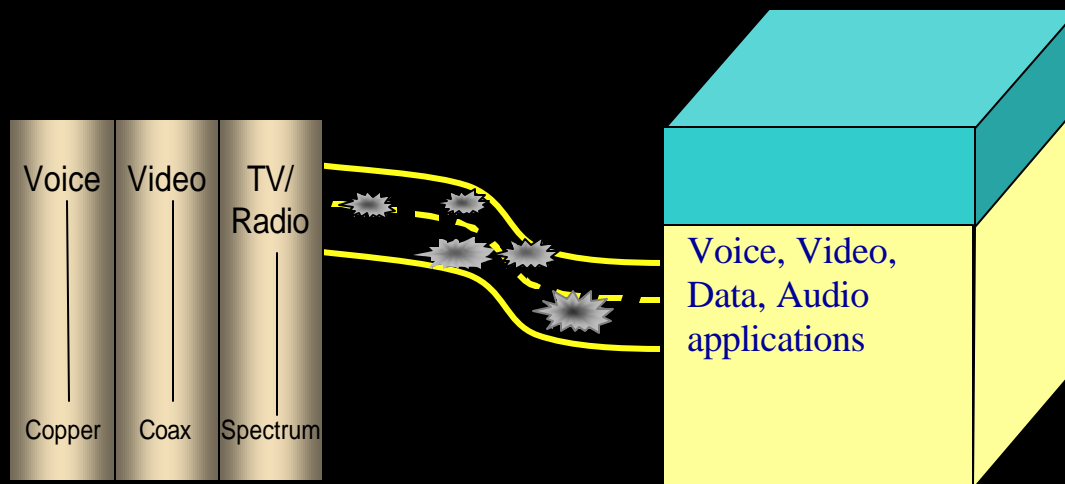 Voice
Copper
Video
Coax
TV/
Radio
Spectrum
Voice, Video,
Data, Audio
applications